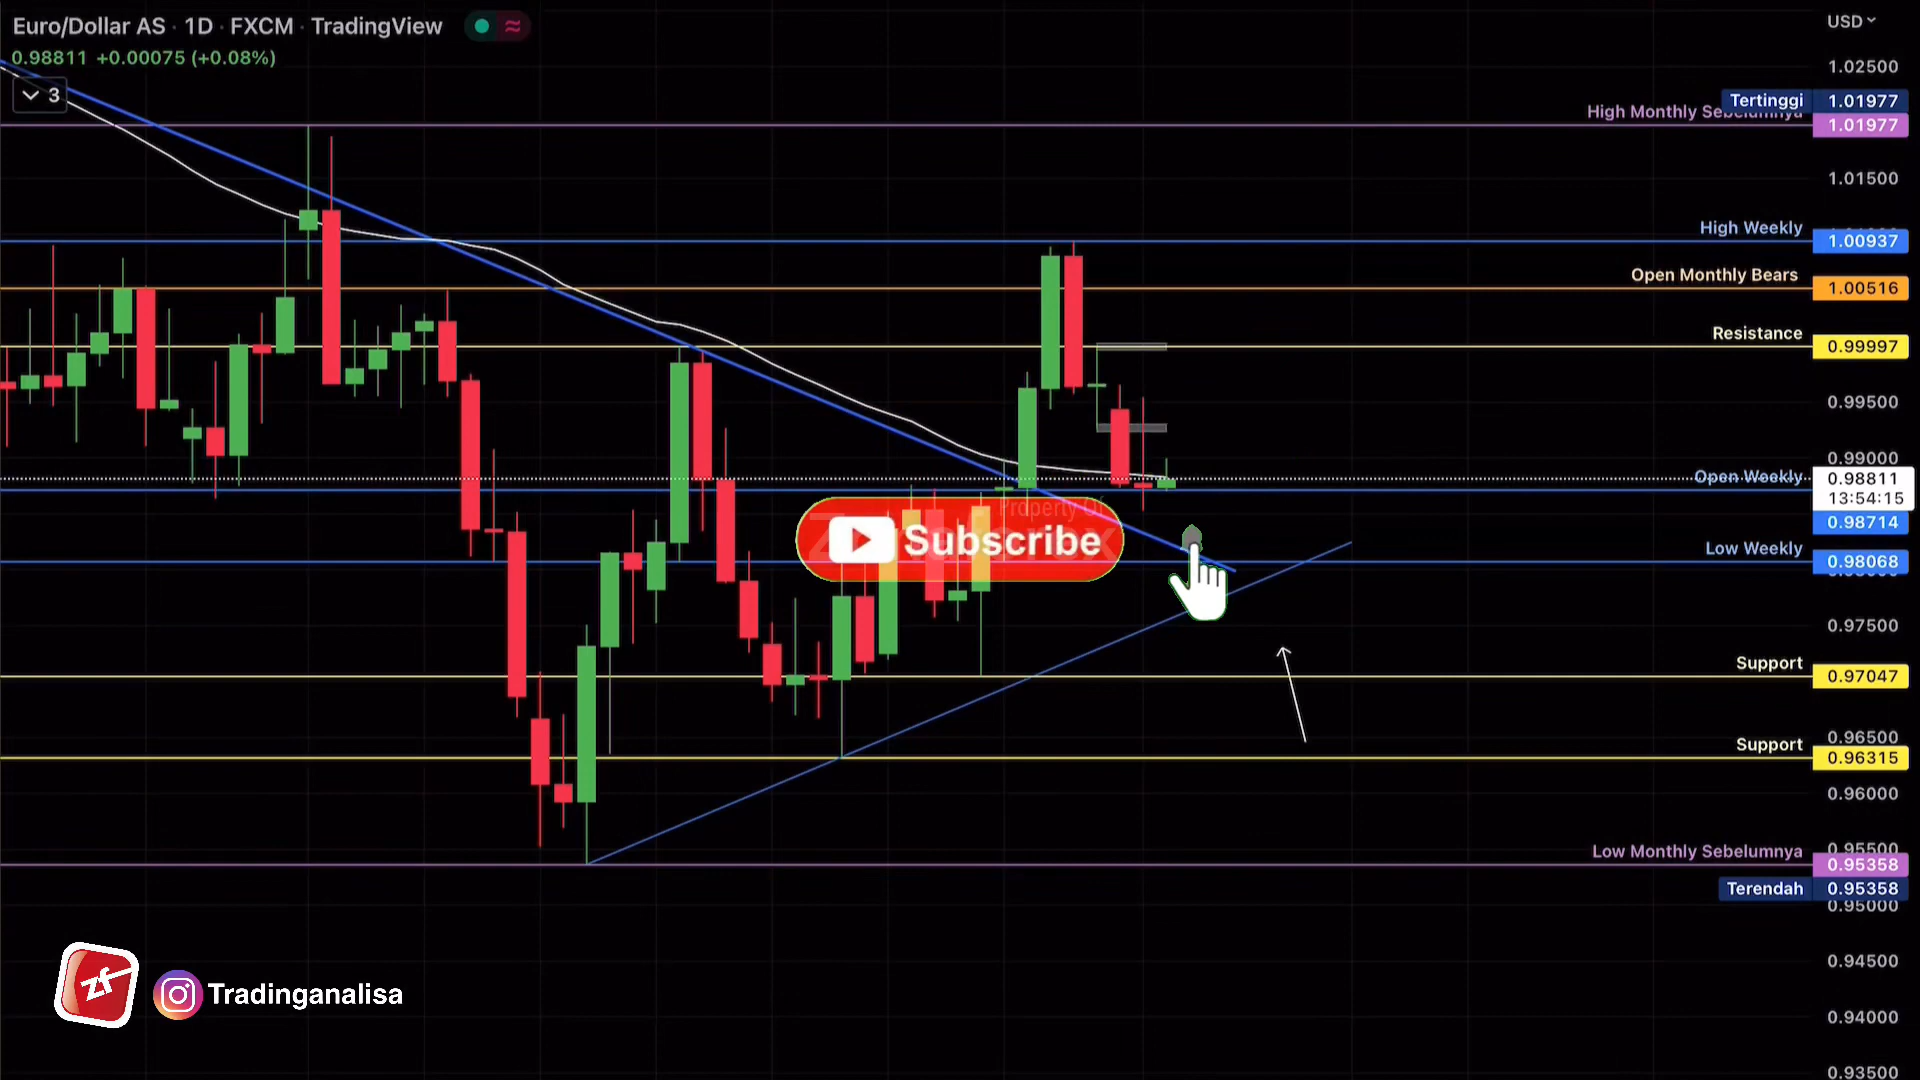 Euro/Dollar AS · 1D · FXCM · TradingView
0.98811 +0.00075 (+0.08%)
3
USD
1.02500
Tertinggi 1.01977
High Monthly Sebelumnya 1.01977
1.01500
High Weekly 1.00937
Open Monthly Bears 1.00516
Resistance 0.99997
0.99500
0.99000
Open Weekly 0.98811
13:54:15
0.98714
Property Of
Subscribe
Low Weekly 0.98068
0.97500
Support 0.97047
0.96500
Support 0.96315
0.96000
0.95500
Low Monthly Sebelumnya 0.95358
Terendah 0.95358
0.95000
0.94500
zf
Tradinganalisa
0.94000
0.93500